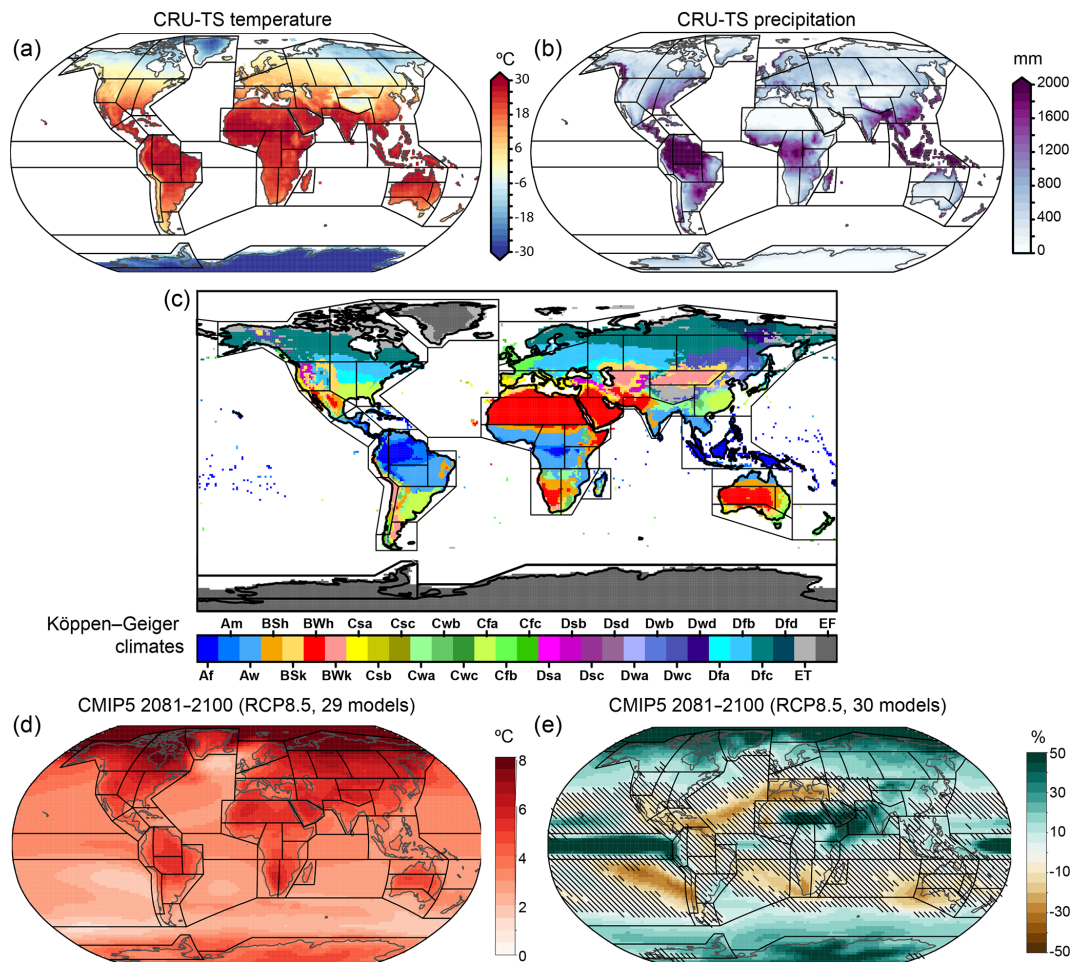 CRU-TS temperature
CRU-TS precipitation
(a)
ºC
30
18
6
-6
-18
-30
(b)
mm
2000
1600
1200
800
400
0
(c)
Köppen–Geiger
climates
Am BSh BWh Csa Csc Cwb Cfa Cfc Dsb Dsd Dwb Dwd Dfb Dfd EF
Af Aw BSk BWk Csb Cwa Cwc Cfb Dsa Dsc Dwa Dwc Dfa Dfc ET
CMIP5 2081–2100 (RCP8.5, 29 models)
CMIP5 2081–2100 (RCP8.5, 30 models)
(d)
ºC
8
6
4
2
0
(e)
%
50
30
10
-10
-30
-50